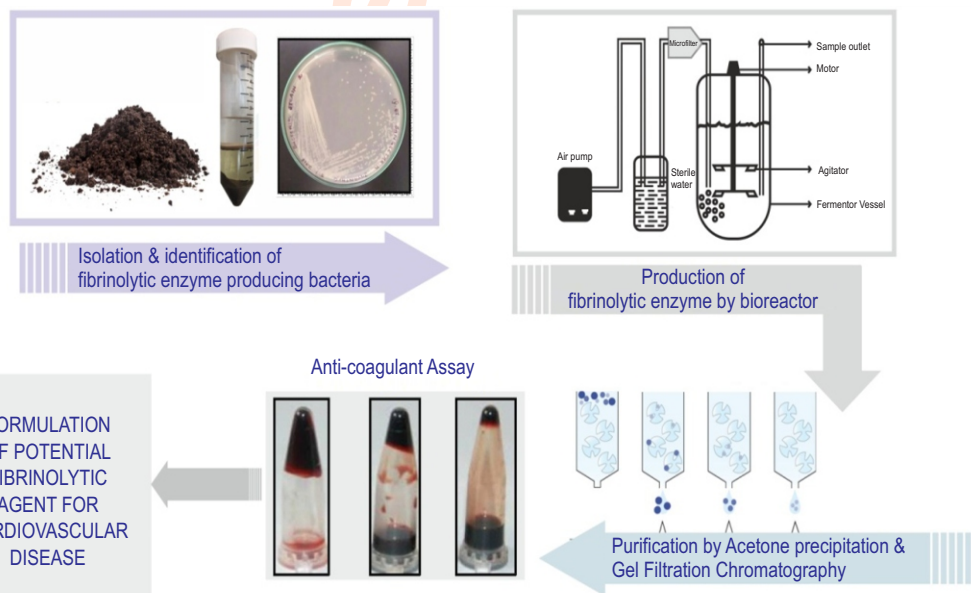 Microfilter
Sample outlet
Motor
Air pump
Sterile
water
Agitator
Fermentor Vessel
Isolation & identification of
fibrinolytic enzyme producing bacteria
Production of
fibrinolytic enzyme by bioreactor
Anti-coagulant Assay
ORMULATION
F POTENTIAL
IBRINOLYTIC
AGENT FOR
RDIOVASCULAR
DISEASE
Purification by Acetone precipitation &
Gel Filtration Chromatography